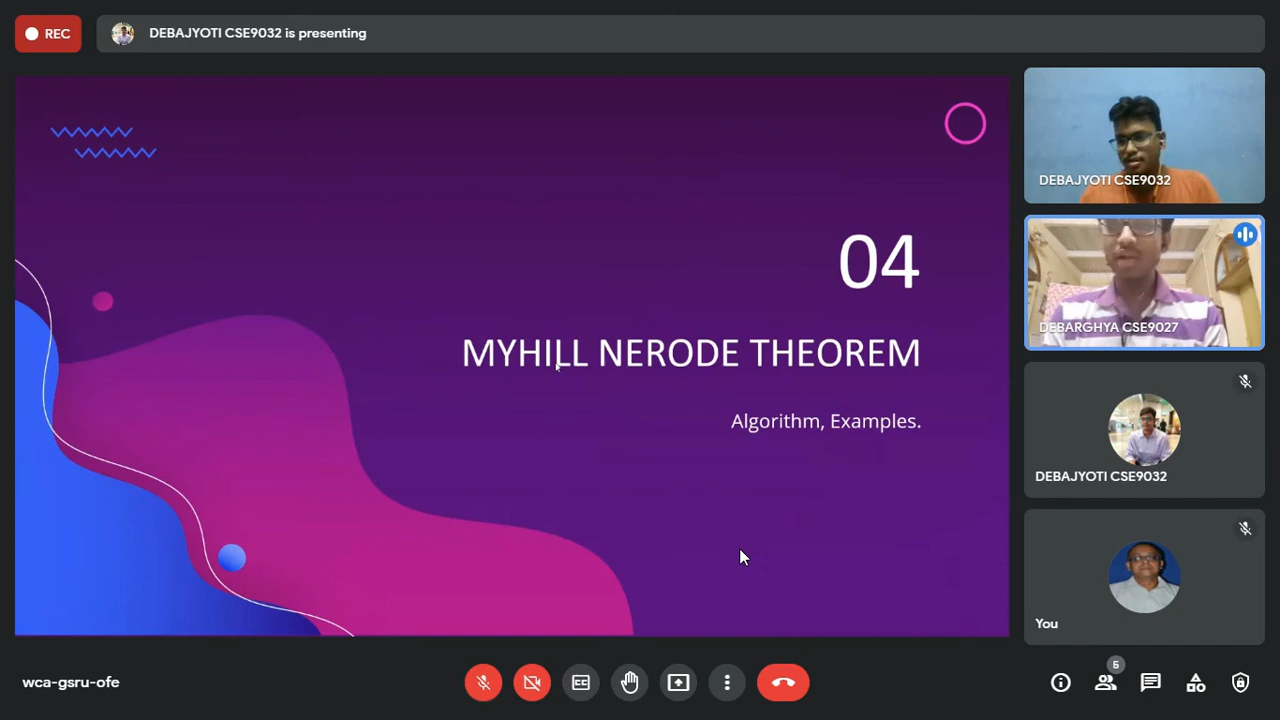 REC
DEBAJYOTI CSE9032 is presenting
04
MYHILL NERODE THEOREM
Algorithm, Examples.
DEBAJYOTI CSE9032
DEBARGHYA CSE9027
DEBAJYOTI CSE9032
You
wca-gsru-ofe
CC
5